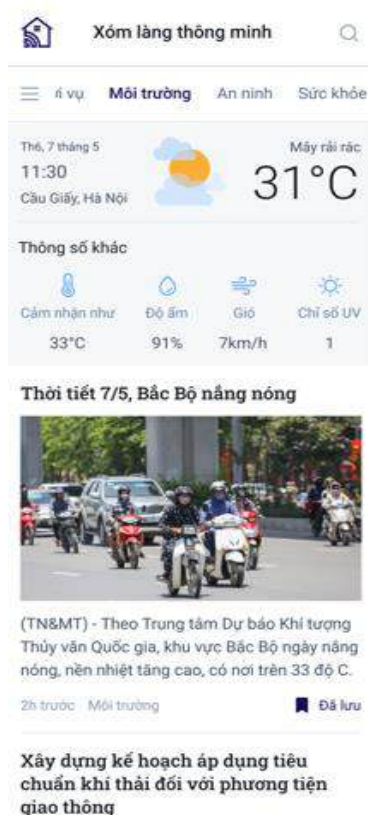 Xóm làng thông minh
ri vụ Môi trường An ninh Sức khỏe
Th6, 7 tháng 5
11:30
Cầu Giấy, Hà Nội
Mây rải rác
31°C
Thông số khác
Cảm nhận như Độ ẩm Gió Chỉ số UV
33°C 91% 7km/h 1
Thời tiết 7/5, Bắc Bộ nắng nóng
(TN&MT) - Theo Trung tâm Dự báo Khí tượng
Thủy văn Quốc gia, khu vực Bắc Bộ ngày nắng
nóng, nền nhiệt tăng cao, có nơi trên 33 độ C.
2h trước Môi trường Đã lưu
Xây dựng kế hoạch áp dụng tiêu
chuẩn khí thải đối với phương tiện
giao thông